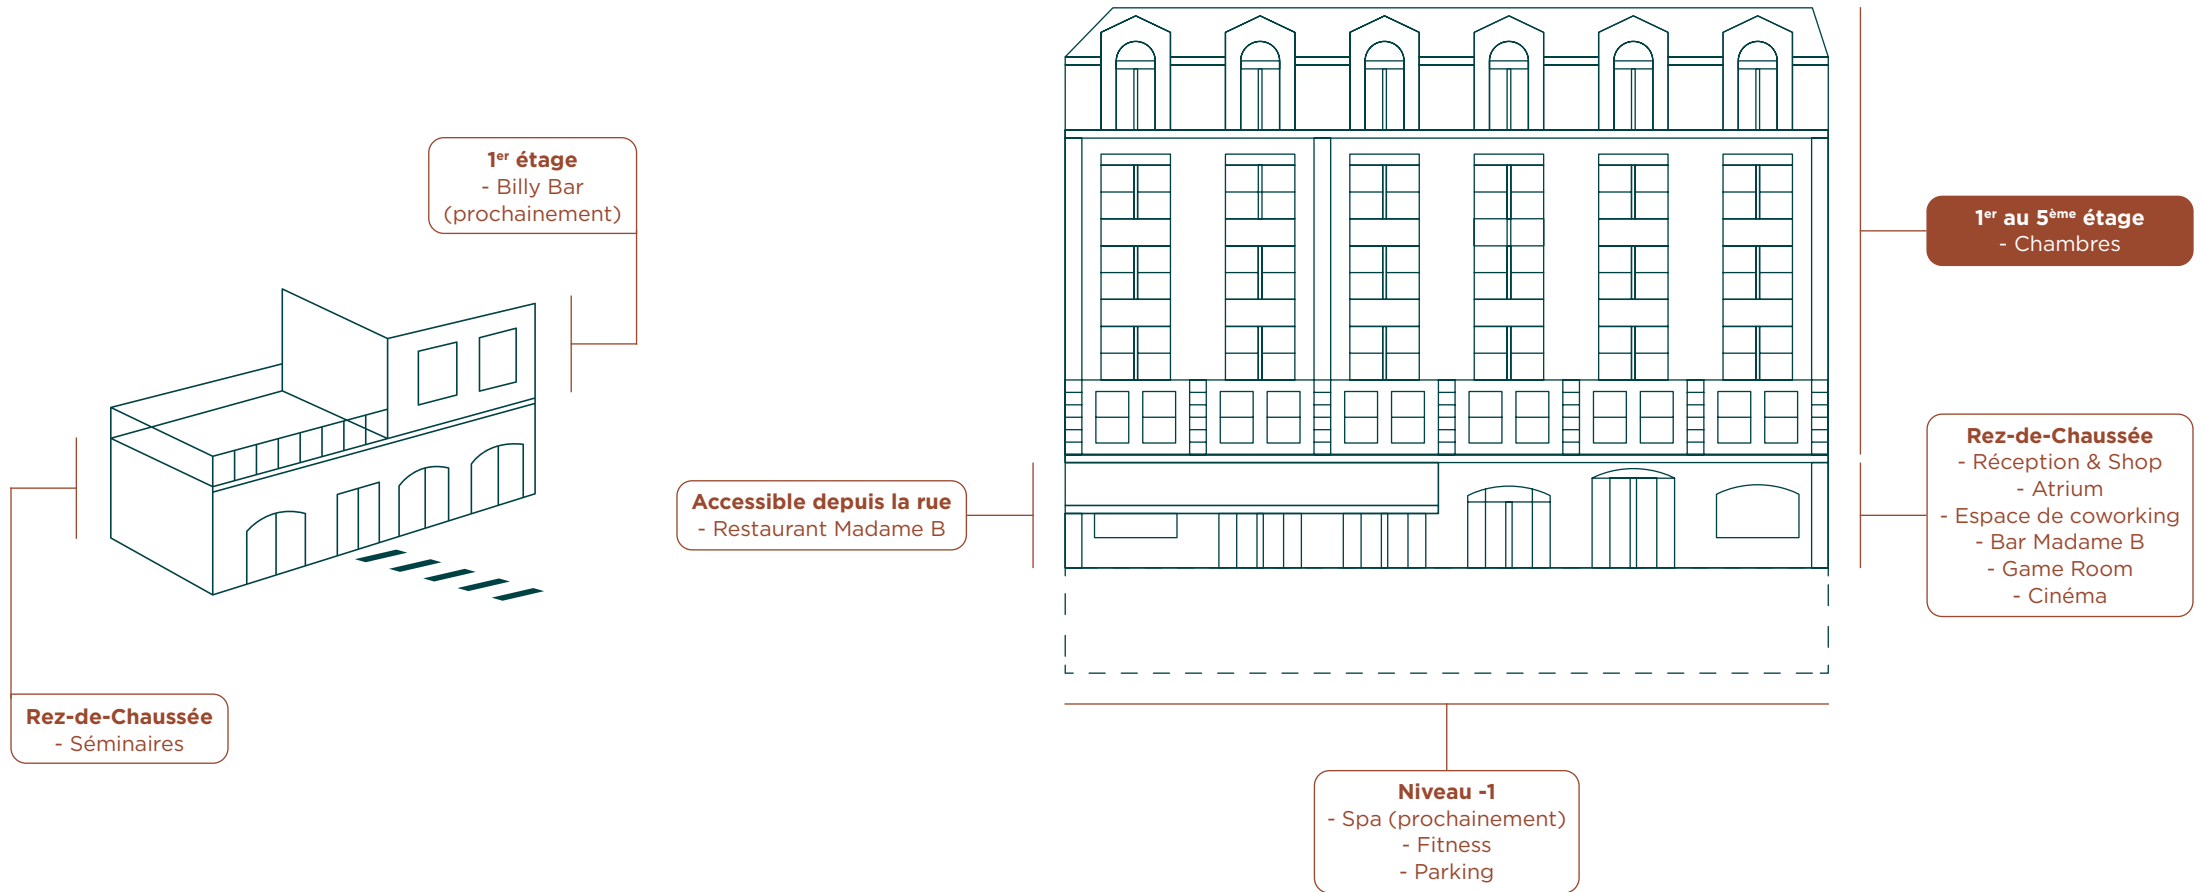 1er étage
- Billy Bar
(prochainement)
Rez-de-Chaussée
- Séminaires
Accessible depuis la rue
- Restaurant Madame B
1er au 5ème étage
- Chambres
Rez-de-Chaussée
- Réception & Shop
- Atrium
- Espace de coworking
- Bar Madame B
- Game Room
- Cinéma
Niveau -1
- Spa (prochainement)
- Fitness
- Parking